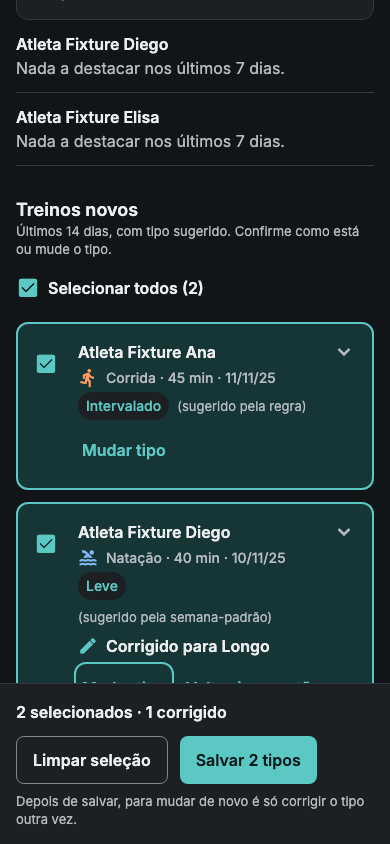 Atleta Fixture Diego
Nada a destacar nos últimos 7 dias.
Atleta Fixture Elisa
Nada a destacar nos últimos 7 dias.
Treinos novos
Últimos 14 dias, com tipo sugerido. Confirme como está
ou mude o tipo.
Selecionar todos (2)
Atleta Fixture Ana
Corrida · 45 min · 11/11/25
Intervalado (sugerido pela regra)
Mudar tipo
Atleta Fixture Diego
Natação · 40 min · 10/11/25
Leve
(sugerido pela semana-padrão)
Corrigido para Longo
2 selecionados · 1 corrigido
Limpar seleção
Salvar 2 tipos
Depois de salvar, para mudar de novo é só corrigir o tipo
outra vez.